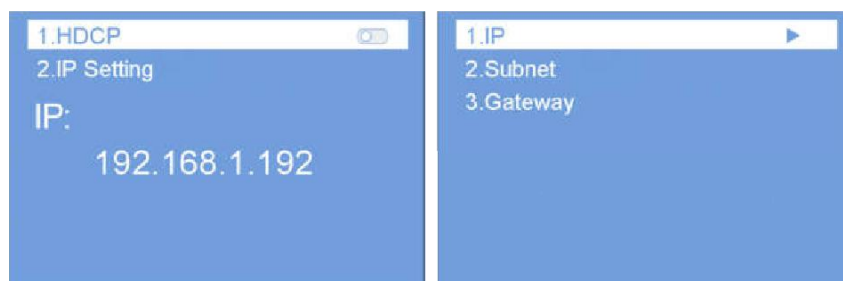 1.HDCP
2.IP Setting
IP:
192.168.1.192
1.IP
2.Subnet
3.Gateway